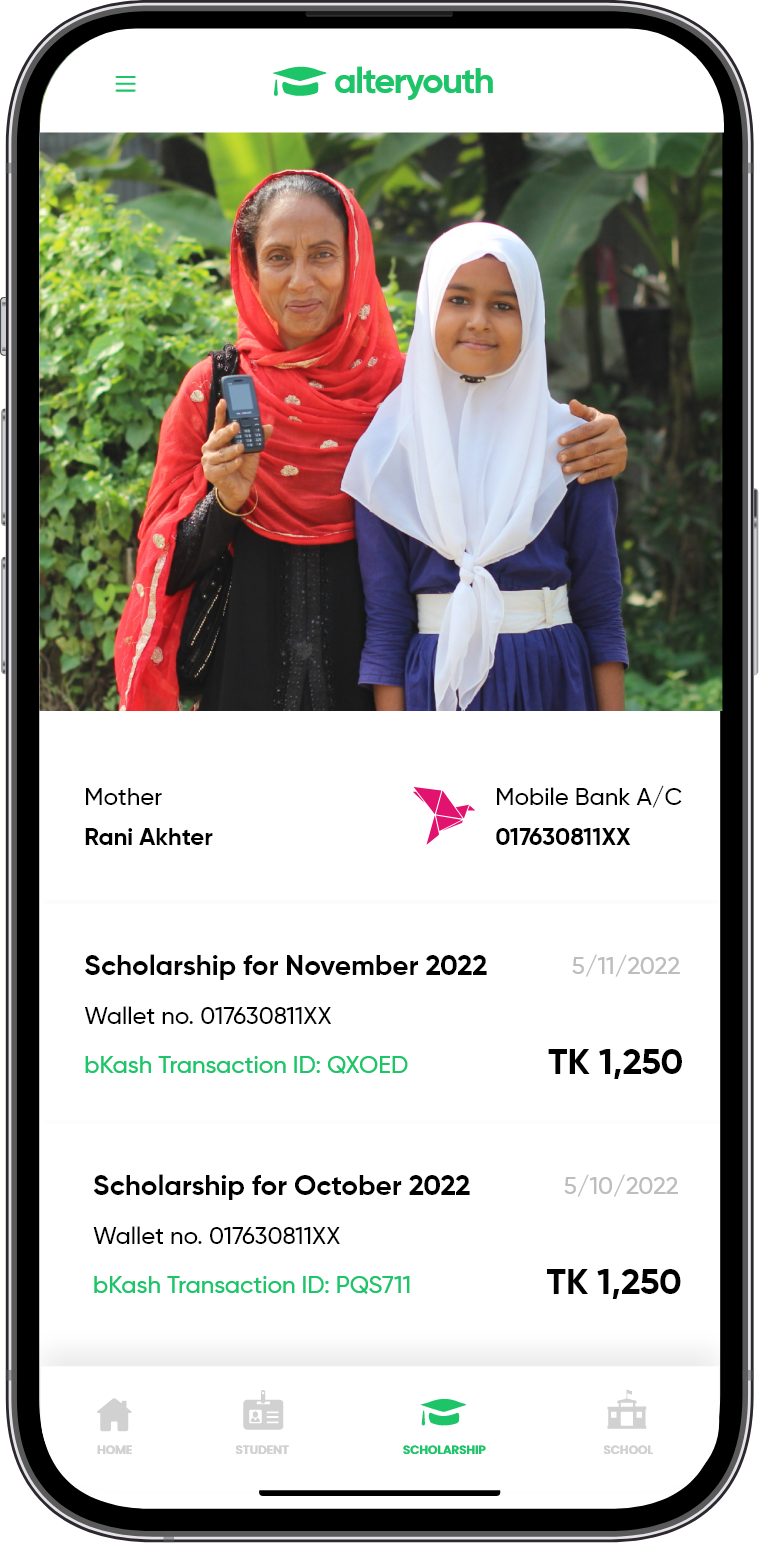 alteryouth
Mother
Rani Akhter
Mobile Bank A/C
017630811XX
Scholarship for November 2022
5/11/2022
Wallet no. 017630811XX
bKash Transaction ID: QXOED
TK 1,250
Scholarship for October 2022
5/10/2022
Wallet no. 017630811XX
bKash Transaction ID: PQS711
TK 1,250
HOME
STUDENT
SCHOLARSHIP
SCHOOL